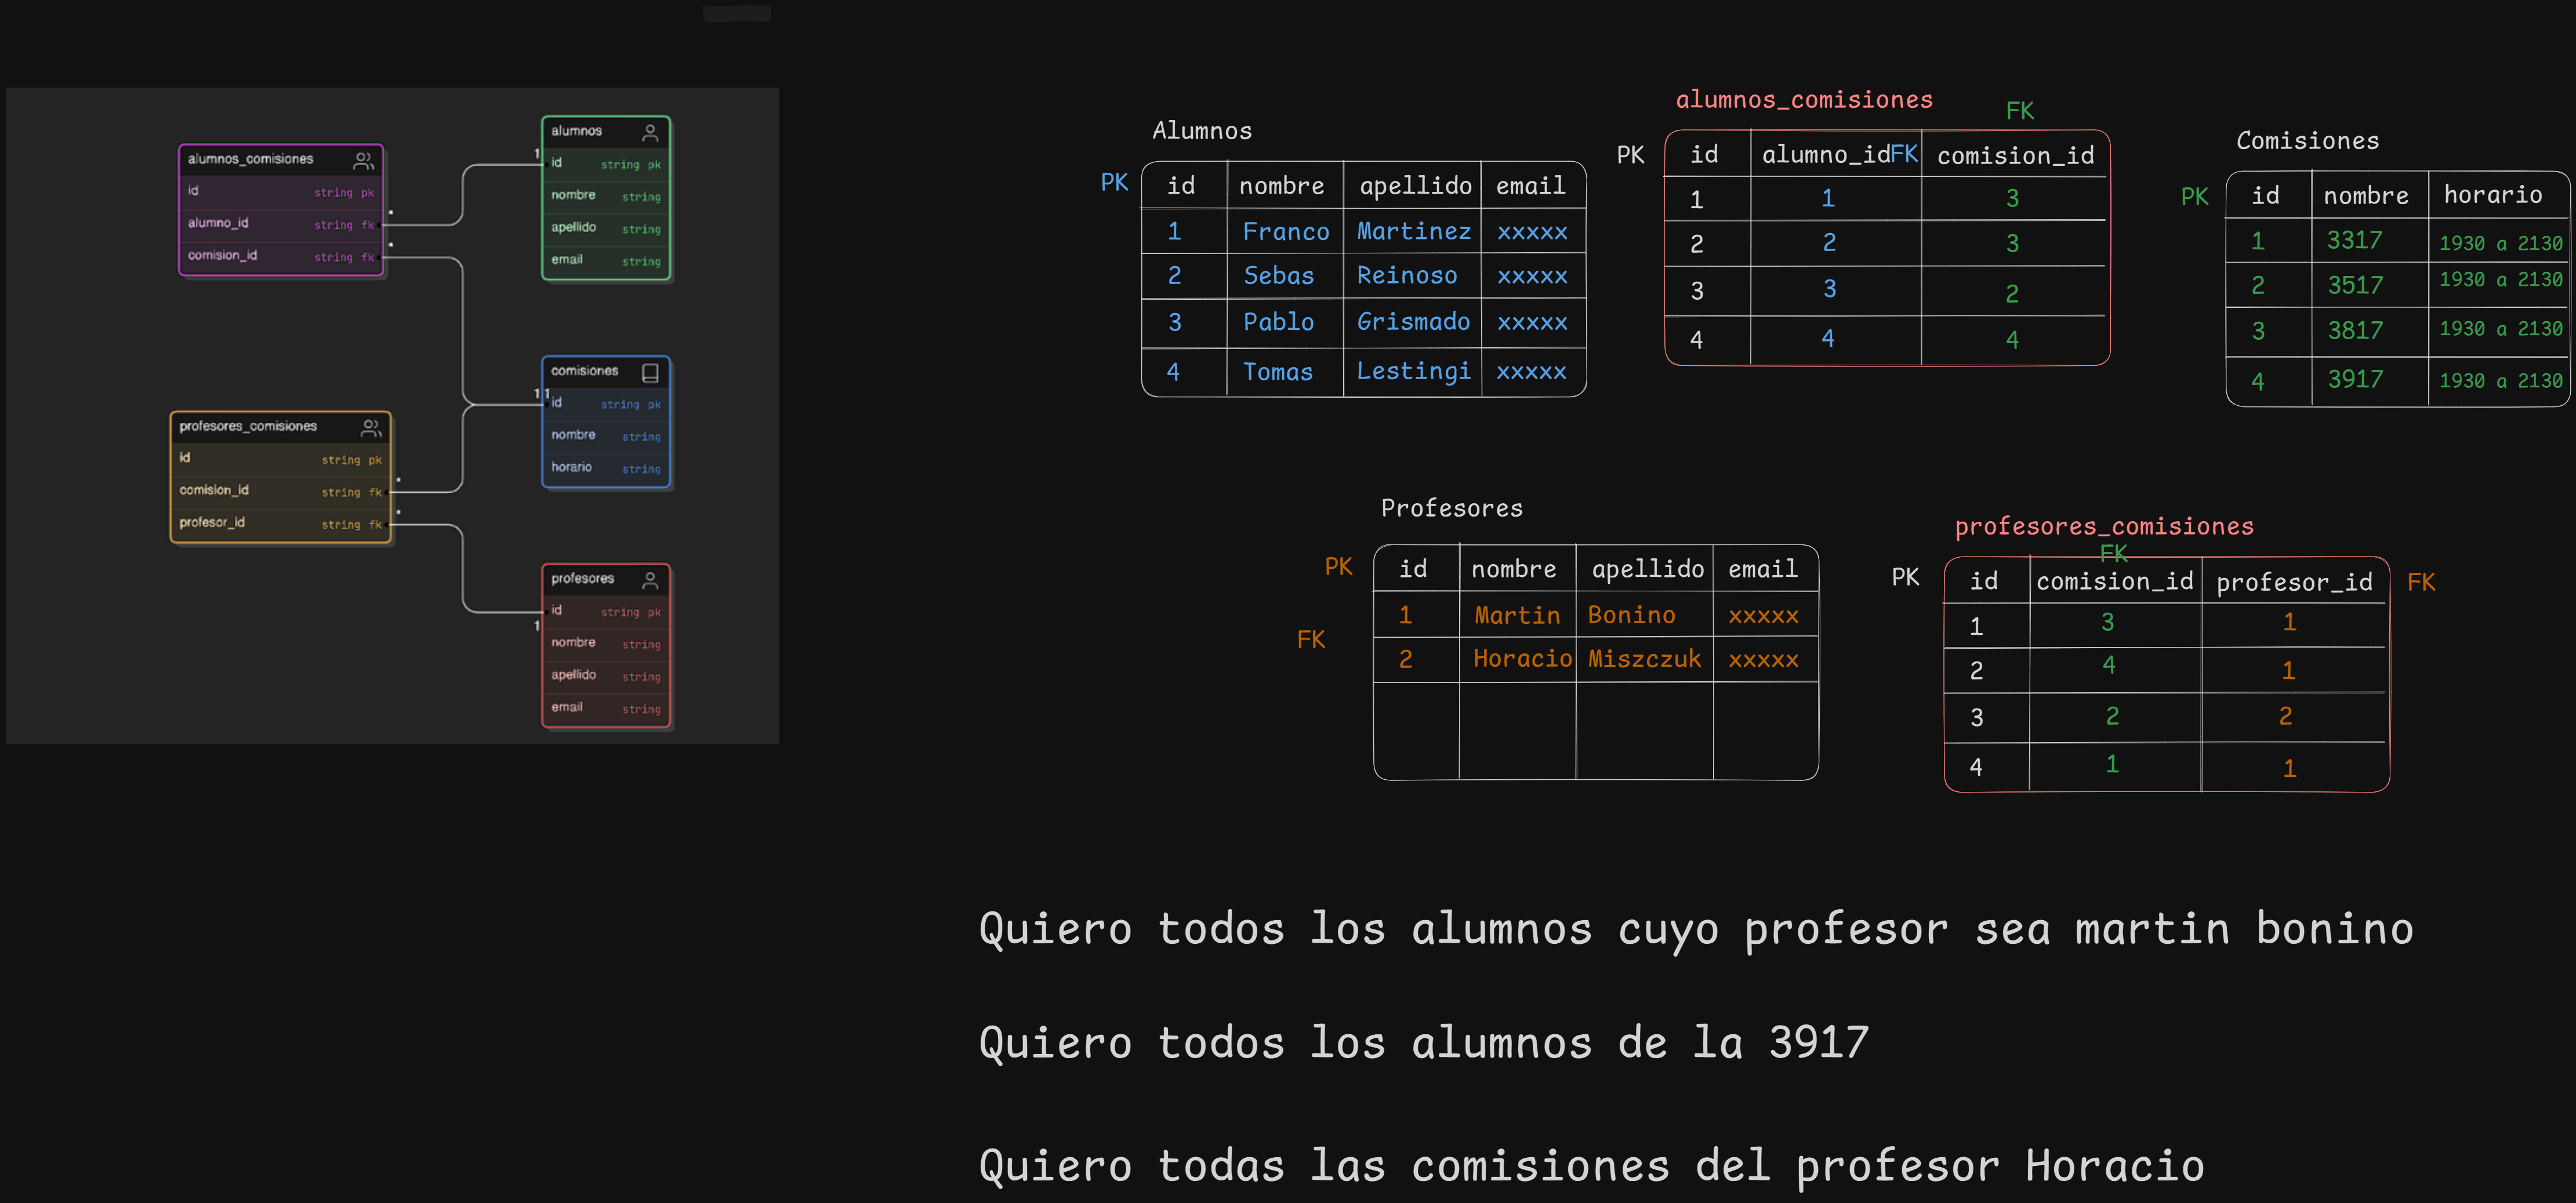 alumnos_comisiones
id string pk
alumno_id string fk
comision_id string fk
alumnos
1
id string pk
nombre string
apellido string
email string
comisiones
1 1
id string pk
nombre string
horario string
profesores_comisiones
id string pk
comision_id string fk
profesor_id string fk
profesores
id string pk
1
nombre string
apellido string
email string
Alumnos
PK
id nombre apellido email
1 Franco Martinez xxxxx
2 Sebas Reinoso xxxxx
3 Pablo Grismado xxxxx
4 Tomas Lestingi xxxxx
alumnos_comisiones
FK
PK
id alumno_id FK comision_id
1 1 3
2 2 3
3 3 2
4 4 4
Comisiones
PK
id nombre horario
1 3317 1930 a 2130
2 3517 1930 a 2130
3 3817 1930 a 2130
4 3917 1930 a 2130
Profesores
PK
id nombre apellido email
1 Martin Bonino xxxxx
FK
2 Horacio Miszczuk xxxxx
profesores_comisiones
FK
PK
id comision_id profesor_id FK
1 3 1
2 4 1
3 2 2
4 1 1
Quiero todos los alumnos cuyo profesor sea martin bonino
Quiero todos los alumnos de la 3917
Quiero todas las comisiones del profesor Horacio